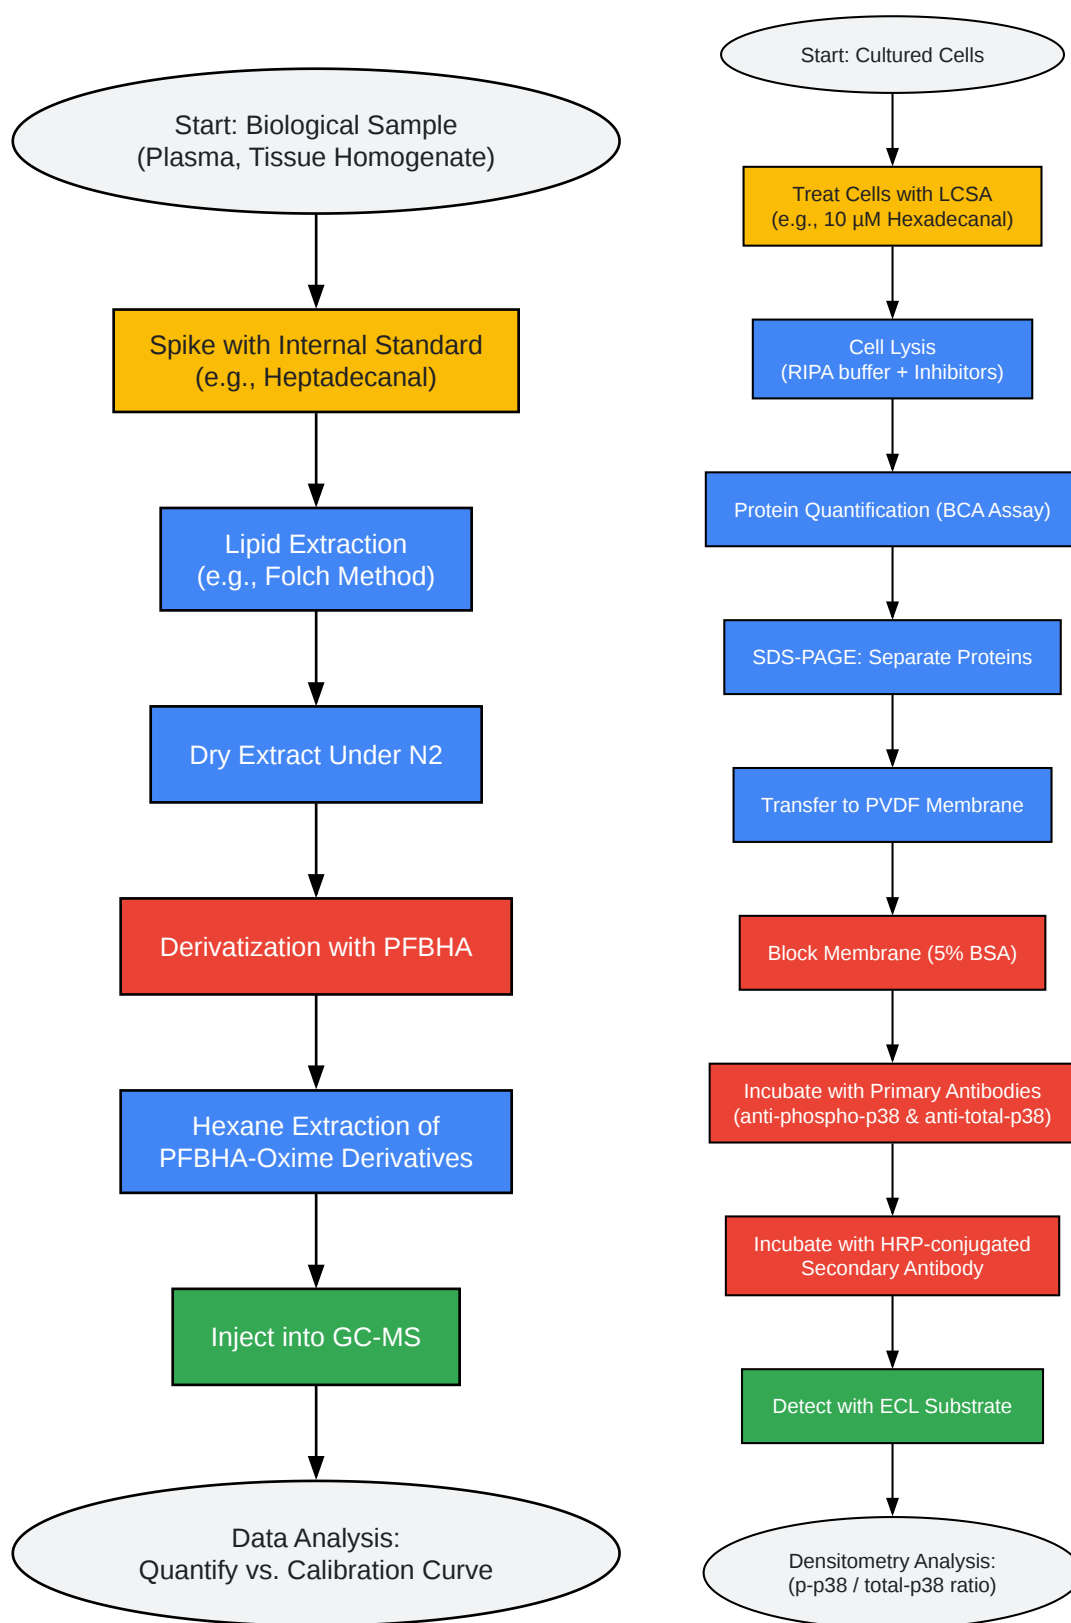 Start: Biological Sample
(Plasma, Tissue Homogenate)
Spike with Internal Standard
(e.g., Heptadecanal)
Lipid Extraction
(e.g., Folch Method)
Dry Extract Under N2
Derivatization with PFBHA
Hexane Extraction of
PFBHA-Oxime Derivatives
Inject into GC-MS
Data Analysis:
Quantify vs. Calibration Curve
Start: Cultured Cells
Treat Cells with LCSA
(e.g., 10 µM Hexadecanal)
Cell Lysis
(RIPA buffer + Inhibitors)
Protein Quantification (BCA Assay)
SDS-PAGE: Separate Proteins
Transfer to PVDF Membrane
Block Membrane (5% BSA)
Incubate with Primary Antibodies
(anti-phospho-p38 & anti-total-p38)
Incubate with HRP-conjugated
Secondary Antibody
Detect with ECL Substrate
Densitometry Analysis:
(p-p38 / total-p38 ratio)